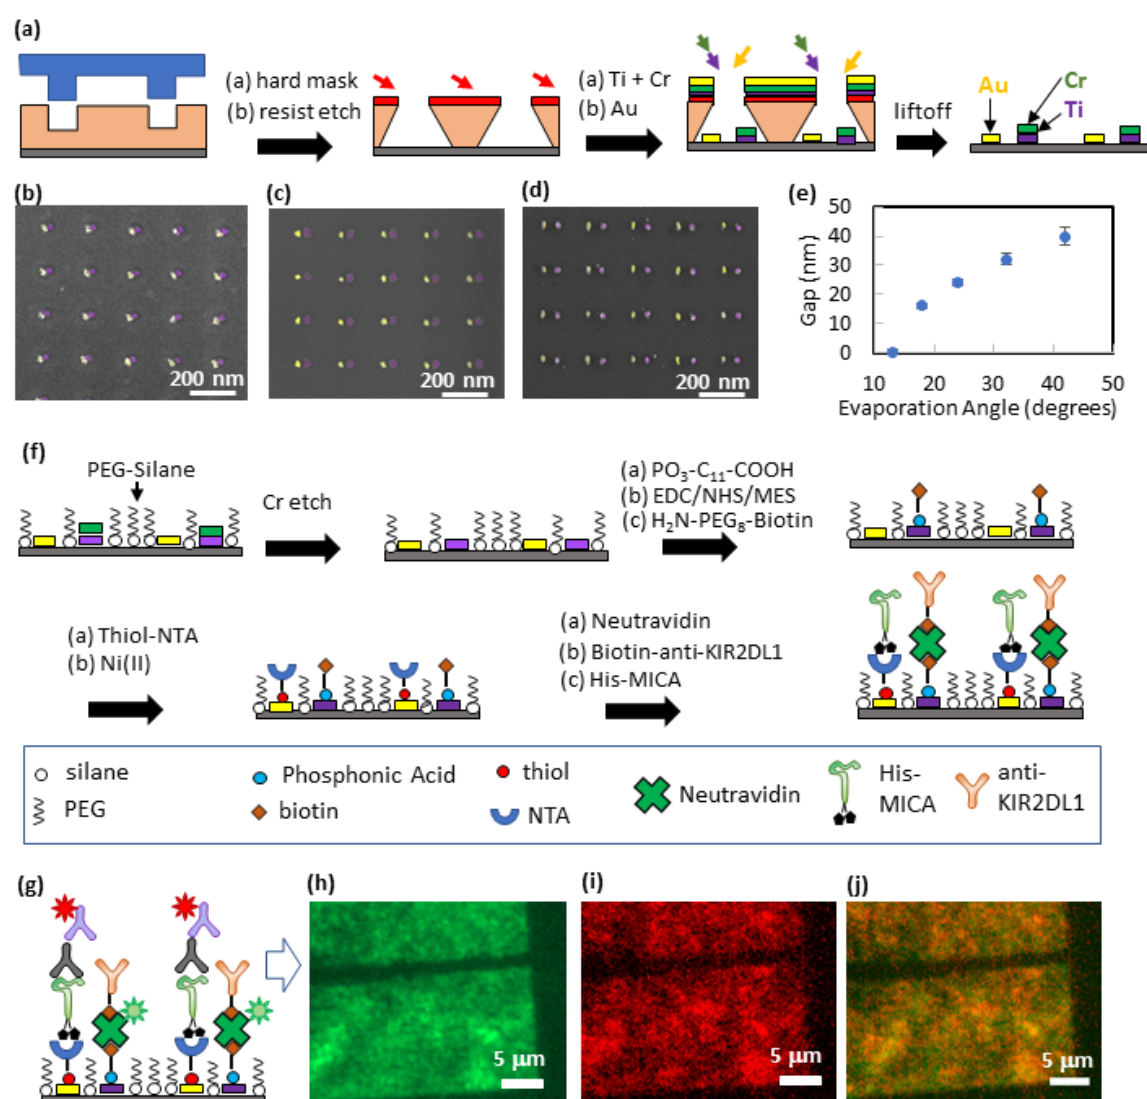 (a)
(a) hard mask
(b) resist etch
(a) Ti + Cr
(b) Au
liftoff
Au
Cr
Ti
(b)
200 nm
(c)
200 nm
(d)
200 nm
(e)
50
40
30
20
10
0
Gap (nm)
10 20 30 40 50
Evaporation Angle (degrees)
(f)
PEG-Silane
Cr etch
(a) PO₃-C₁₁-COOH
(b) EDC/NHS/MES
(c) H₂N-PEG₈-Biotin
(a) Thiol-NTA
(b) Ni(II)
(a) Neutravidin
(b) Biotin-anti-KIR2DL1
(c) His-MICA
silane
PEG
Phosphonic Acid
biotin
thiol
NTA
Neutravidin
His-
MICA
anti-
KIR2DL1
(g)
(h)
5 μm
(i)
5 μm
(j)
5 μm